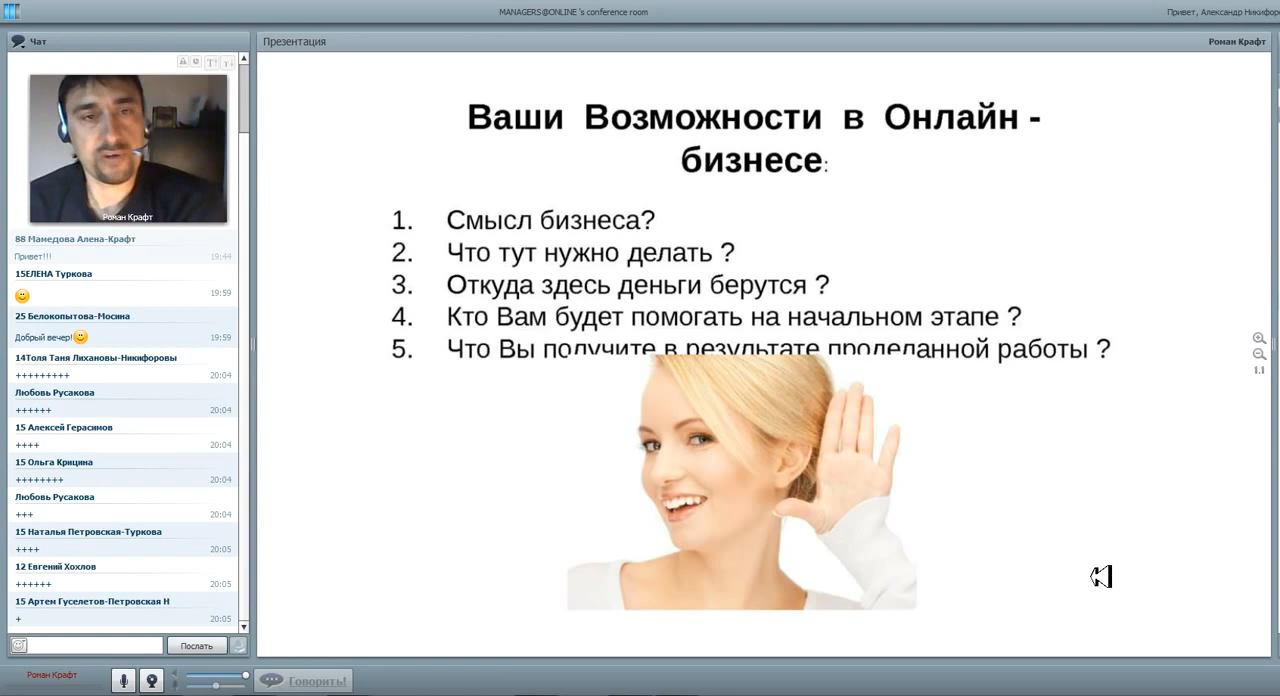 MANAGERS@ONLINE 's conference room
Привет, Александр Никифоро
Чат
Презентация
Роман Крафт
Роман Крафт
88 Мамедова Алена-Крафт
Привет!!!
19:44
15ЕЛЕНА Туркова
19:59
25 Белокопытова-Мосина
Добрый вечер!
19:59
14Толя Таня Лихановы-Никифоровы
+++++++++
20:04
Любовь Русакова
++++++
20:04
15 Алексей Герасимов
++++
20:04
15 Ольга Крицина
++++++++
20:04
Любовь Русакова
+++
20:04
15 Наталья Петровская-Туркова
++++
20:05
12 Евгений Хохлов
++++++
20:05
15 Артем Гуселетов-Петровская Н
+
20:05
Послать
Ваши Возможности в Онлайн -
бизнесе:
1. Смысл бизнеса?
2. Что тут нужно делать ?
3. Откуда здесь деньги берутся ?
4. Кто Вам будет помогать на начальном этапе ?
5. Что Вы получите в результате проделанной работы ?
1:1
Роман Крафт
Говорить!